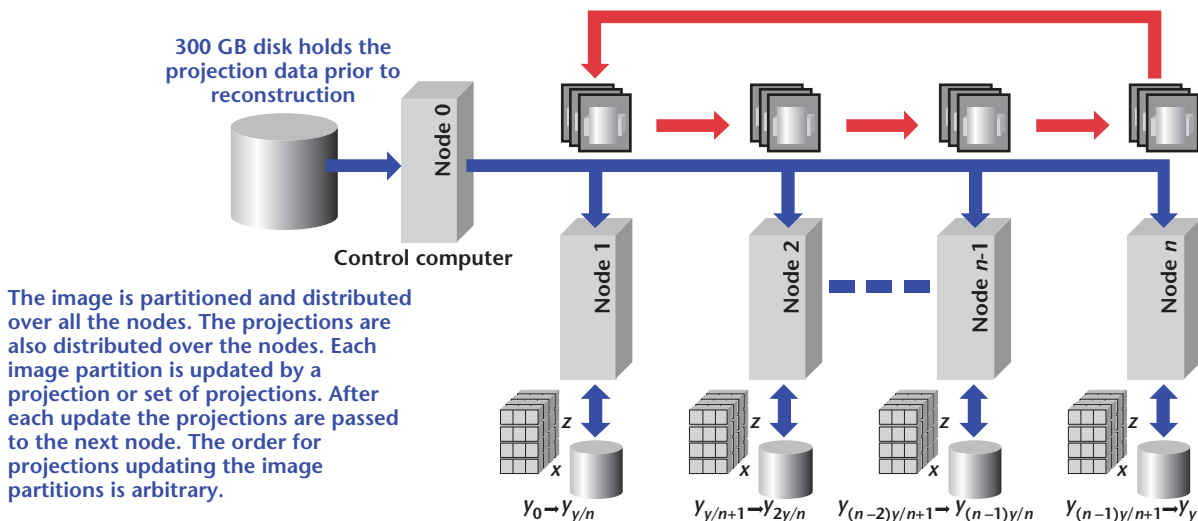 300 GB disk holds the
projection data prior to
reconstruction
Node 0
Control computer
Node 1
Node 2
Node n-1
Node n
The image is partitioned and distributed
over all the nodes. The projections are
also distributed over the nodes. Each
image partition is updated by a
projection or set of projections. After
each update the projections are passed
to the next node. The order for
projections updating the image
partitions is arbitrary.
z
x
z
x
z
x
z
x
y0→yy/n
yy/n+1→y2y/n
y(n–2)y/n+1→y(n–1)y/n
y(n–1)y/n+1→yy